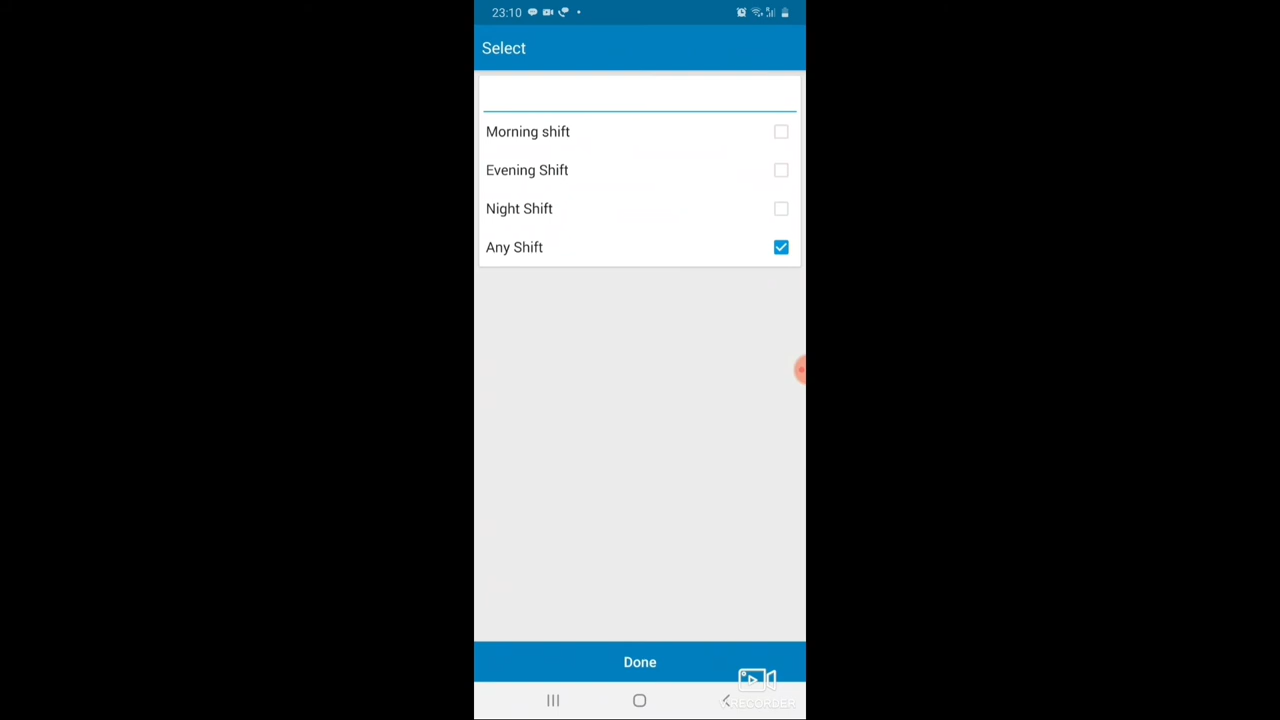 23:10
Select
Morning shift
Evening Shift
Night Shift
Any Shift
Done
RECORDER